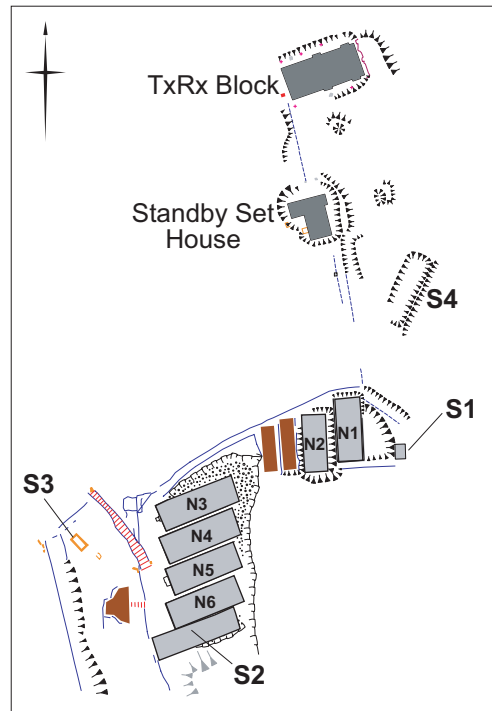 TxRx Block
Standby Set
House
S4
S1
N1
N2
S3
N3
N4
N5
N6
S2